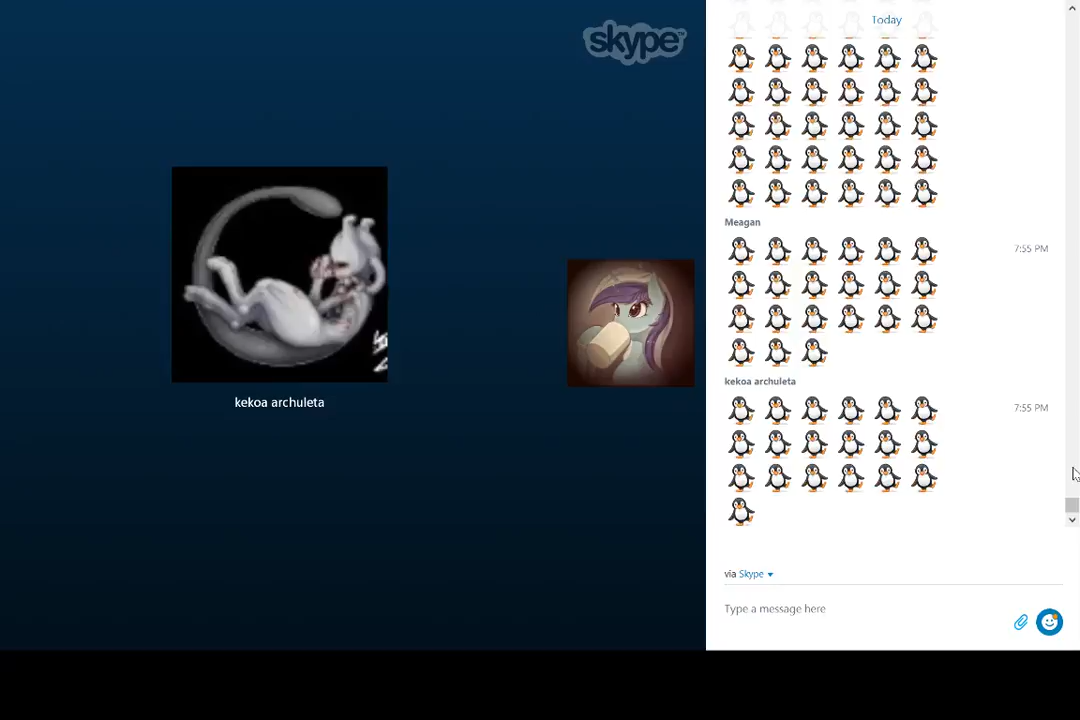 skype
Today
Meagan
7:55 PM
kekoa archuleta
7:55 PM
kekoa archuleta
via Skype
Type a message here